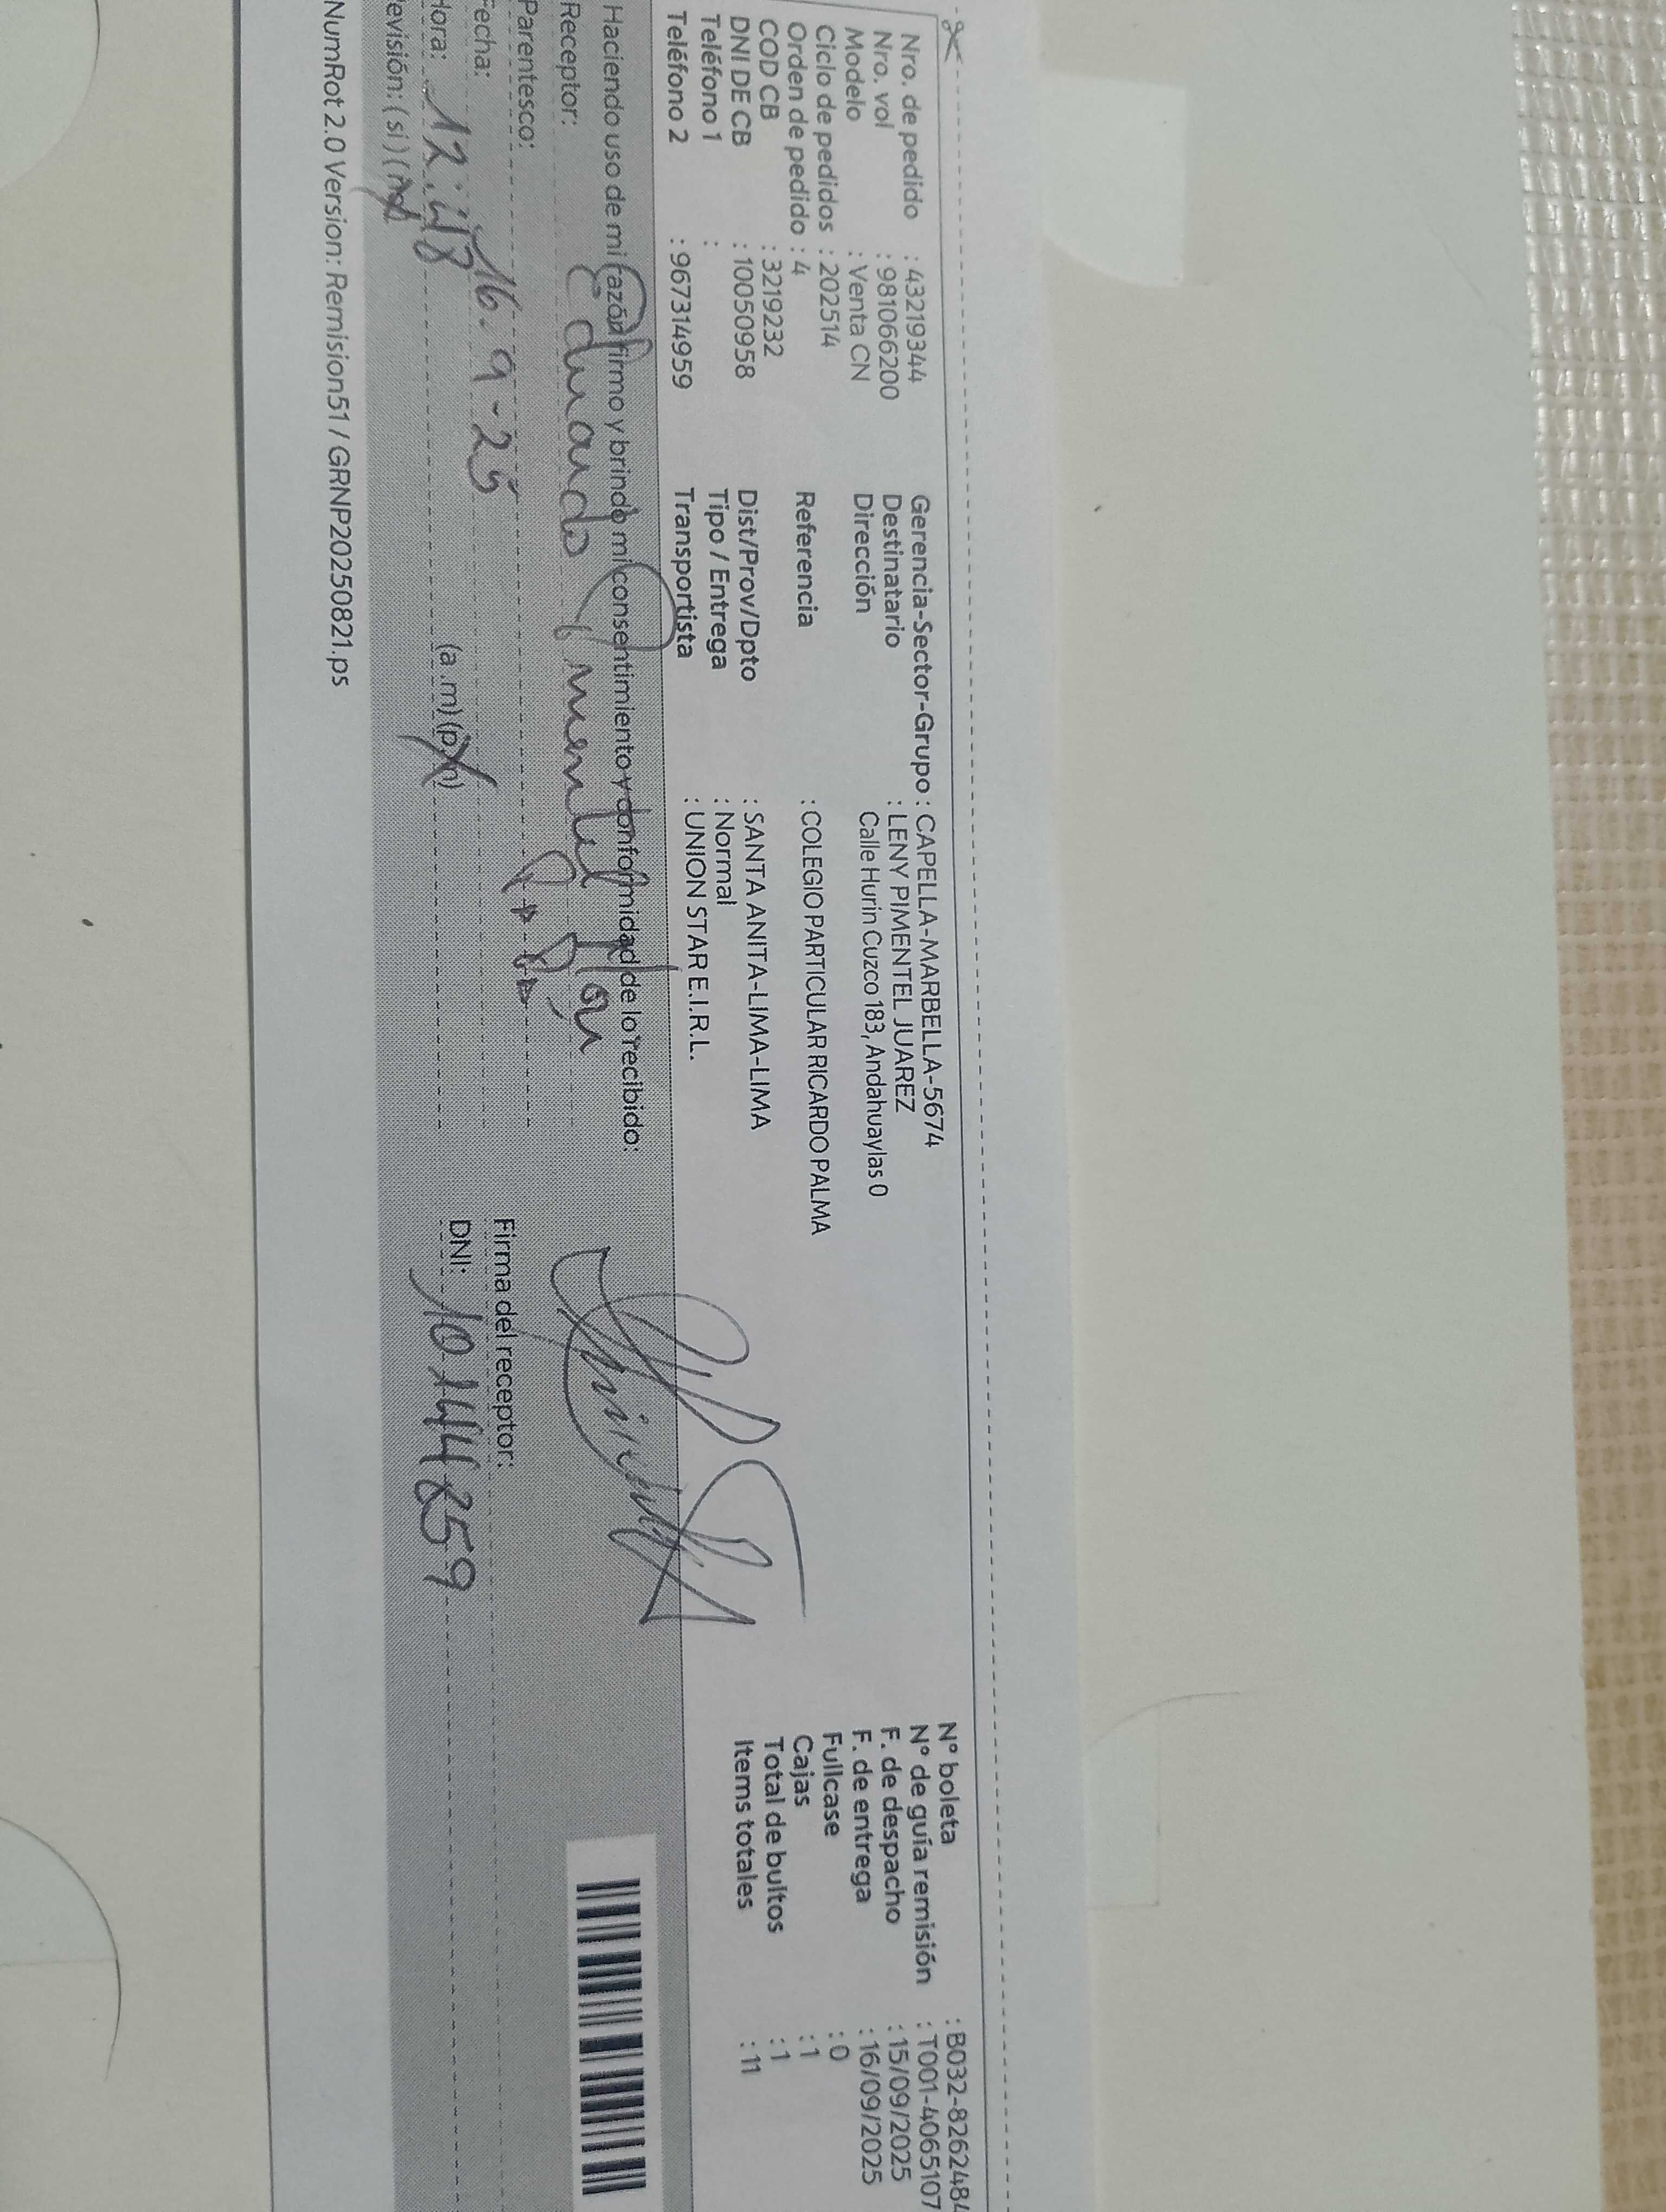 Nro. de pedido : 43219344
Nro. vol : 981066200
Modelo : Venta CN
Ciclo de pedidos : 202514
Orden de pedido : 4
COD CB : 3219232
DNI DE CB : 10050958
Teléfono 1 :
Teléfono 2 : 967314959
Gerencia-Sector-Grupo : CAPELLA-MARBELLA-5674
Destinatario : LENY PIMENTEL JUAREZ
Dirección Calle Hurin Cuzco 183, Andahuaylas 0
Referencia : COLEGIO PARTICULAR RICARDO PALMA
Dist/Prov/Dpto : SANTA ANITA-LIMA-LIMA
Tipo / Entrega : Normal
Transportista : UNION STAR E.I.R.L.
N° boleta : B032-8262484
N° de guía remisión : T001-4065107
F. de despacho : 15/09/2025
F. de entrega : 16/09/2025
Fullcase : 0
Cajas : 1
Total de bultos : 1
Items totales : 11
Haciendo uso de mi razón firmo y brindo mi consentimiento y conformidad de lo recibido:
Receptor: Eduardo Pimentel
Parentesco:
Fecha: 16-9-25
Hora: 12:48 (a.m) (p.m)
evisión: (si) (no)
Firma del receptor:
DNI: 10144859
NumRot 2.0 Version: Remision51 / GRNP20250821.ps